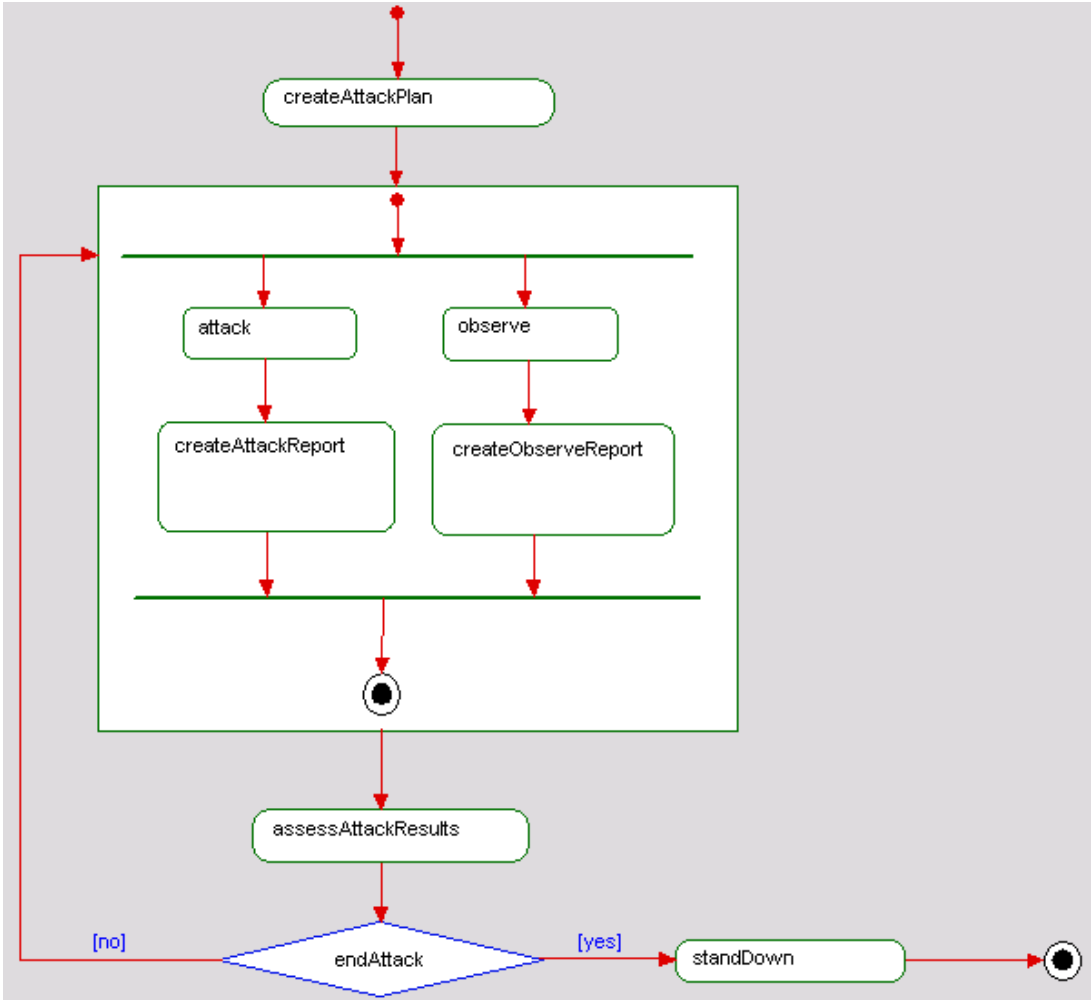 createAttackPlan
attack
observe
createAttackReport
createObserveReport
assessAttackResults
[no]
endAttack
[yes]
standDown